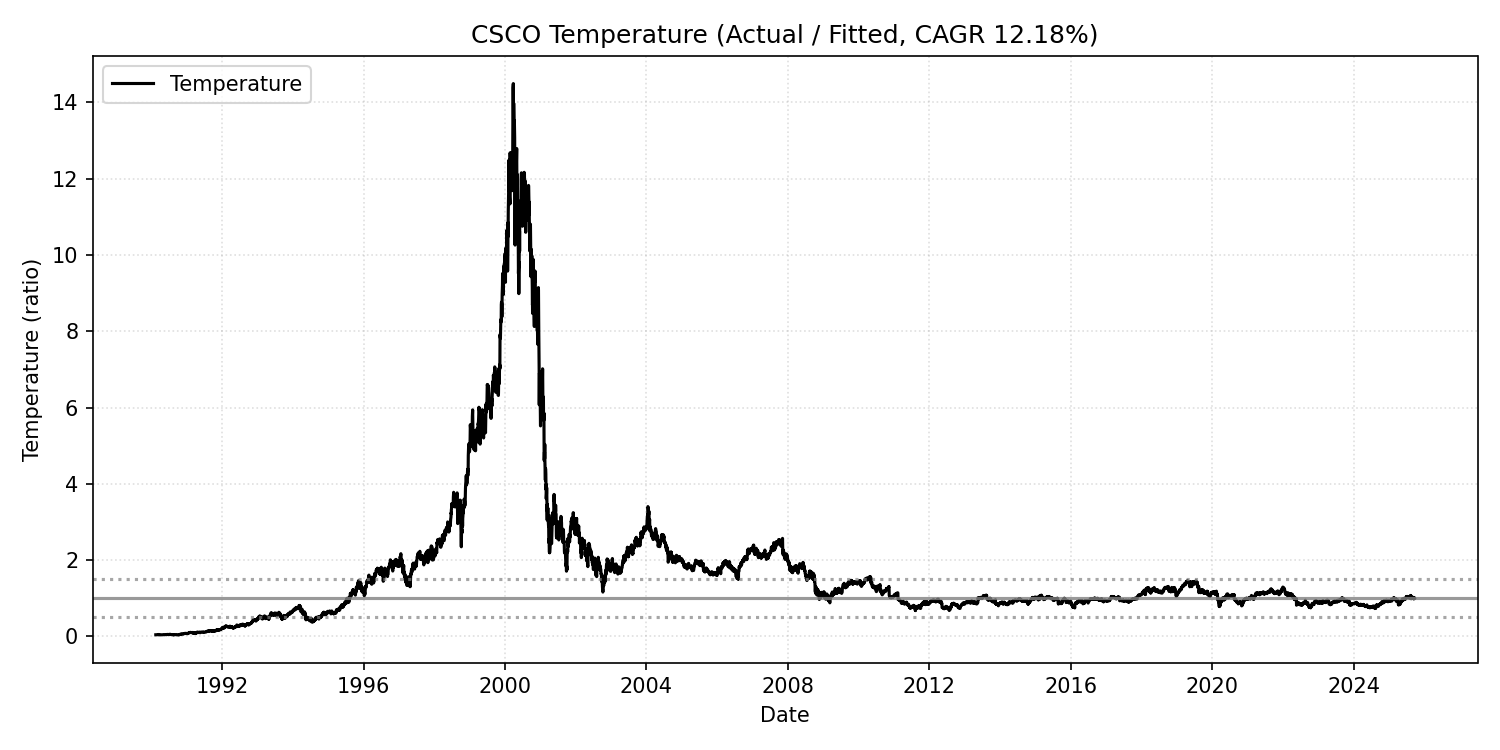 CSCO Temperature (Actual / Fitted, CAGR 12.18%)
Temperature
Temperature (ratio)
14
12
10
8
6
4
2
0
1992 1996 2000 2004 2008 2012 2016 2020 2024
Date